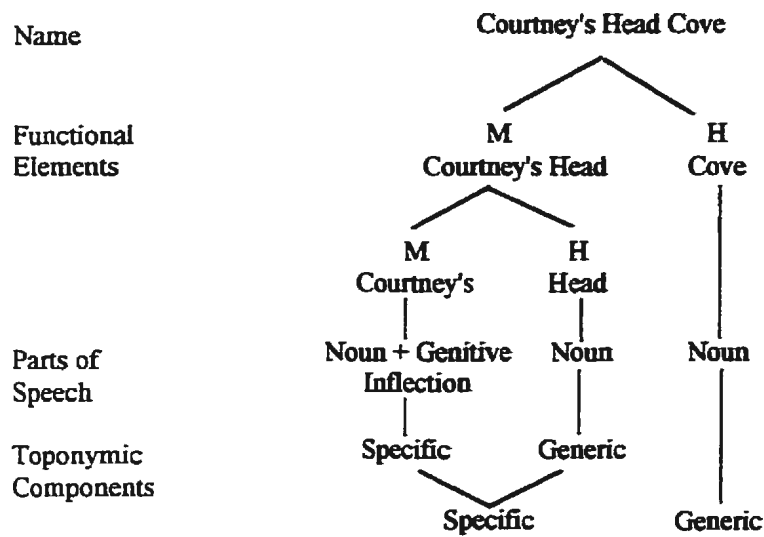 Name
Courtney's Head Cove
Functional
Elements
M
H
Courtney's Head
Cove
M
H
Courtney's
Head
Parts of
Speech
Noun + Genitive
Inflection
Noun
Noun
Toponymic
Components
Specific
Generic
Specific
Generic